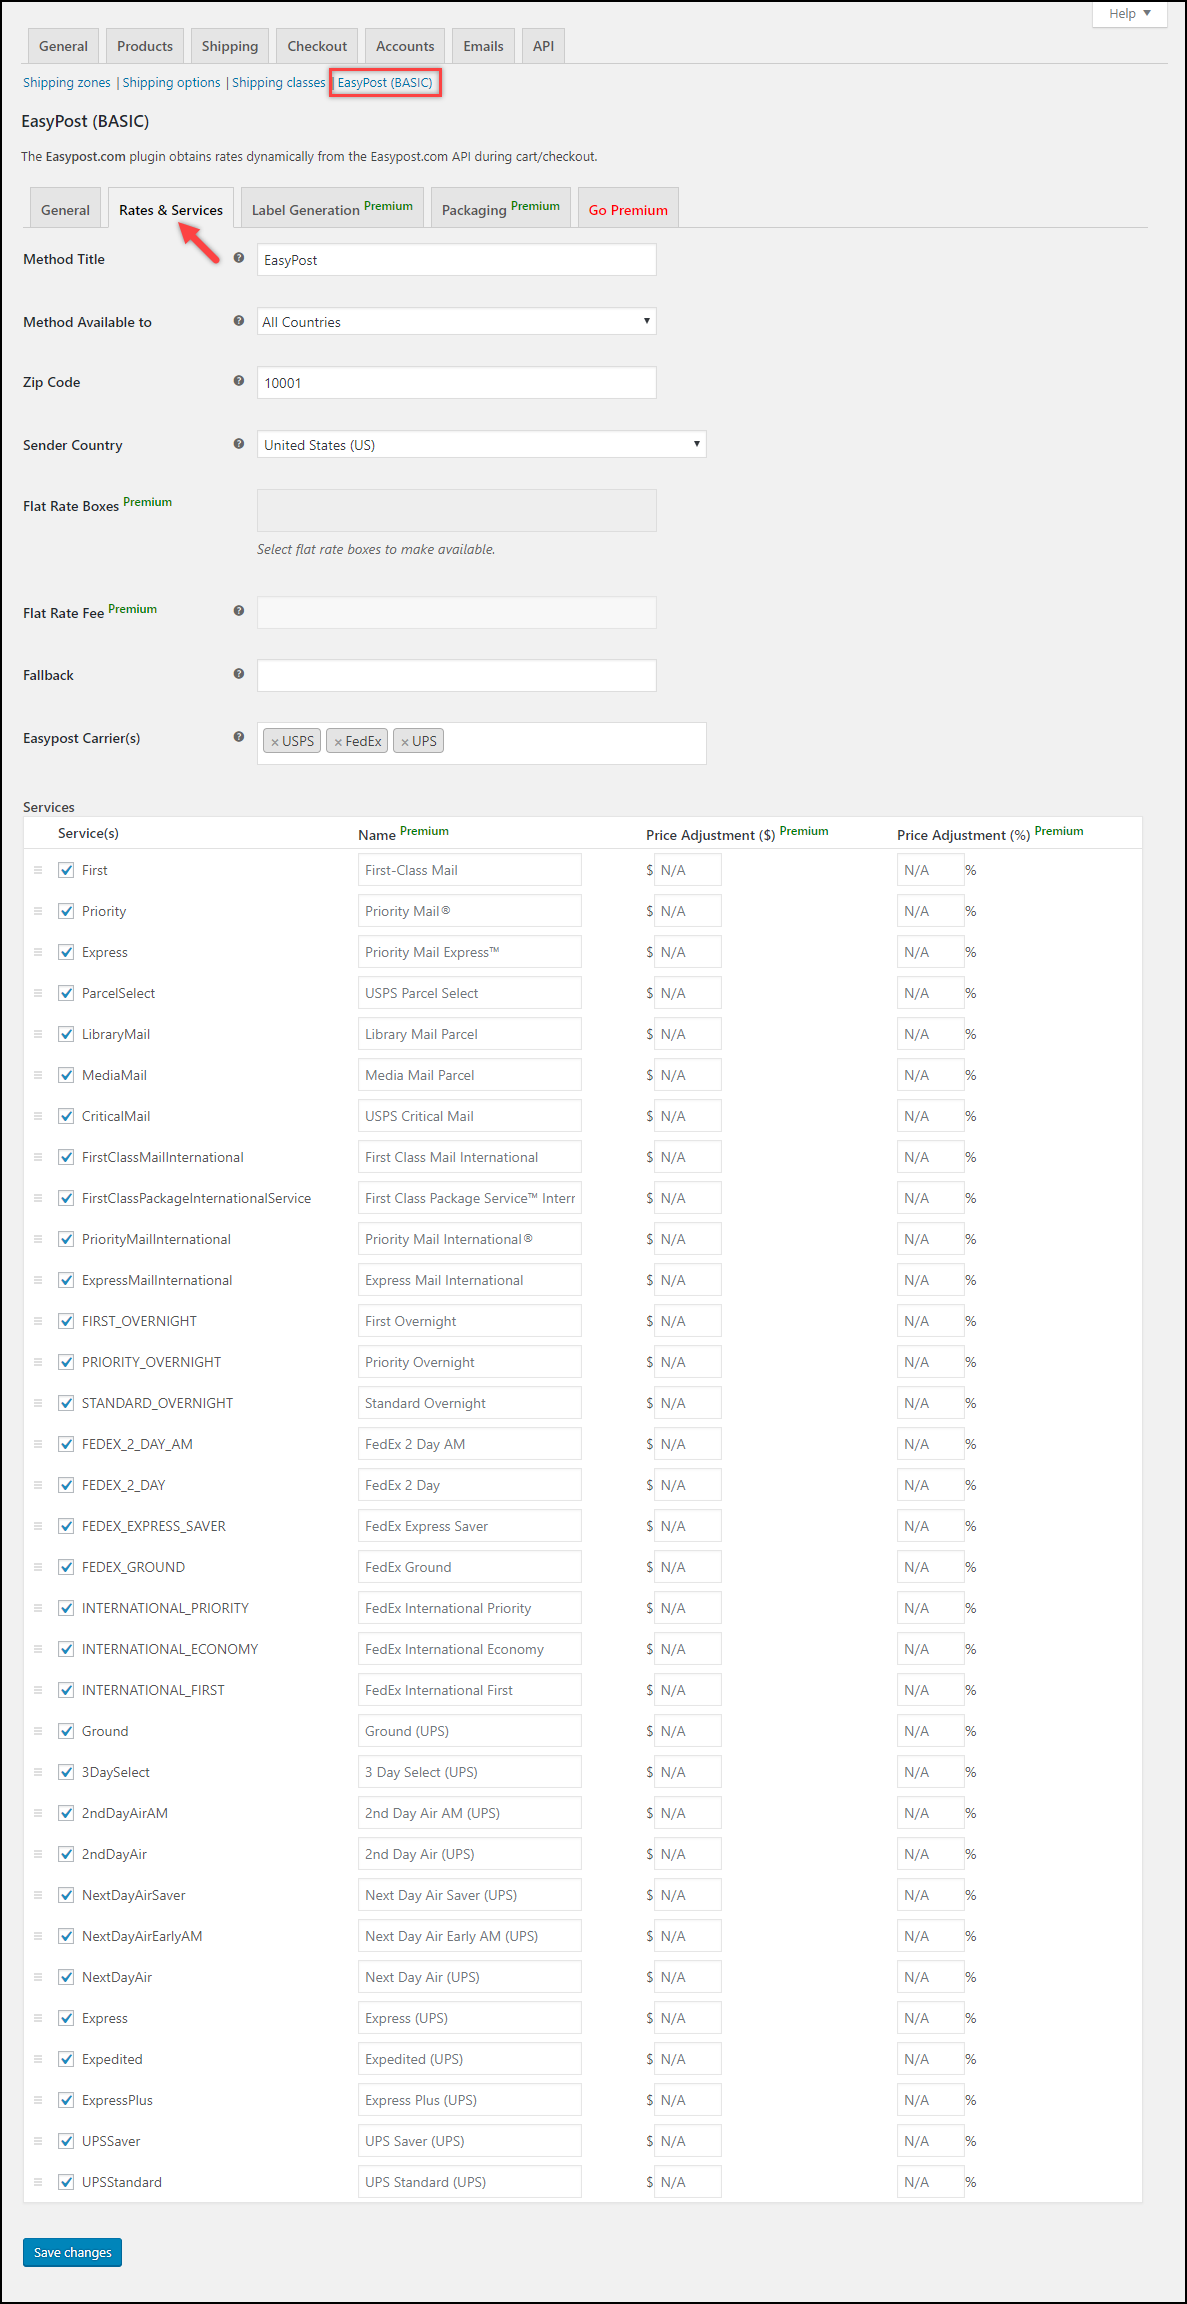 Help
General Products Shipping Checkout Accounts Emails API
Shipping zones | Shipping options | Shipping classes | EasyPost (BASIC)
EasyPost (BASIC)
The Easypost.com plugin obtains rates dynamically from the Easypost.com API during cart/checkout.
General Rates & Services Label Generation Premium Packaging Premium Go Premium
Method Title EasyPost
Method Available to All Countries
Zip Code 10001
Sender Country United States (US)
Flat Rate Boxes Premium
Select flat rate boxes to make available.
Flat Rate Fee Premium
Fallback
Easypost Carrier(s) × USPS × FedEx × UPS
Services
Service(s) Name Premium Price Adjustment ($) Premium Price Adjustment (%) Premium
First First-Class Mail $ N/A N/A %
Priority Priority Mail® $ N/A N/A %
Express Priority Mail Express™ $ N/A N/A %
ParcelSelect USPS Parcel Select $ N/A N/A %
LibraryMail Library Mail Parcel $ N/A N/A %
MediaMail Media Mail Parcel $ N/A N/A %
CriticalMail USPS Critical Mail $ N/A N/A %
FirstClassMailInternational First Class Mail International $ N/A N/A %
FirstClassPackageInternationalService First Class Package Service™ Interr $ N/A N/A %
PriorityMailInternational Priority Mail International® $ N/A N/A %
ExpressMailInternational Express Mail International $ N/A N/A %
FIRST_OVERNIGHT First Overnight $ N/A N/A %
PRIORITY_OVERNIGHT Priority Overnight $ N/A N/A %
STANDARD_OVERNIGHT Standard Overnight $ N/A N/A %
FEDEX_2_DAY_AM FedEx 2 Day AM $ N/A N/A %
FEDEX_2_DAY FedEx 2 Day $ N/A N/A %
FEDEX_EXPRESS_SAVER FedEx Express Saver $ N/A N/A %
FEDEX_GROUND FedEx Ground $ N/A N/A %
INTERNATIONAL_PRIORITY FedEx International Priority $ N/A N/A %
INTERNATIONAL_ECONOMY FedEx International Economy $ N/A N/A %
INTERNATIONAL_FIRST FedEx International First $ N/A N/A %
Ground Ground (UPS) $ N/A N/A %
3DaySelect 3 Day Select (UPS) $ N/A N/A %
2ndDayAirAM 2nd Day Air AM (UPS) $ N/A N/A %
2ndDayAir 2nd Day Air (UPS) $ N/A N/A %
NextDayAirSaver Next Day Air Saver (UPS) $ N/A N/A %
NextDayAirEarlyAM Next Day Air Early AM (UPS) $ N/A N/A %
NextDayAir Next Day Air (UPS) $ N/A N/A %
Express Express (UPS) $ N/A N/A %
Expedited Expedited (UPS) $ N/A N/A %
ExpressPlus Express Plus (UPS) $ N/A N/A %
UPSSaver UPS Saver (UPS) $ N/A N/A %
UPSStandard UPS Standard (UPS) $ N/A N/A %
Save changes